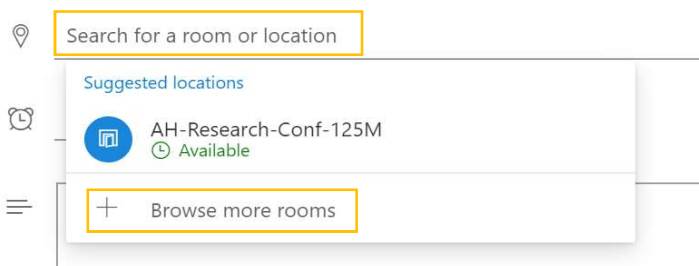 Search for a room or location
Suggested locations
AH-Research-Conf-125M
Available
Browse more rooms